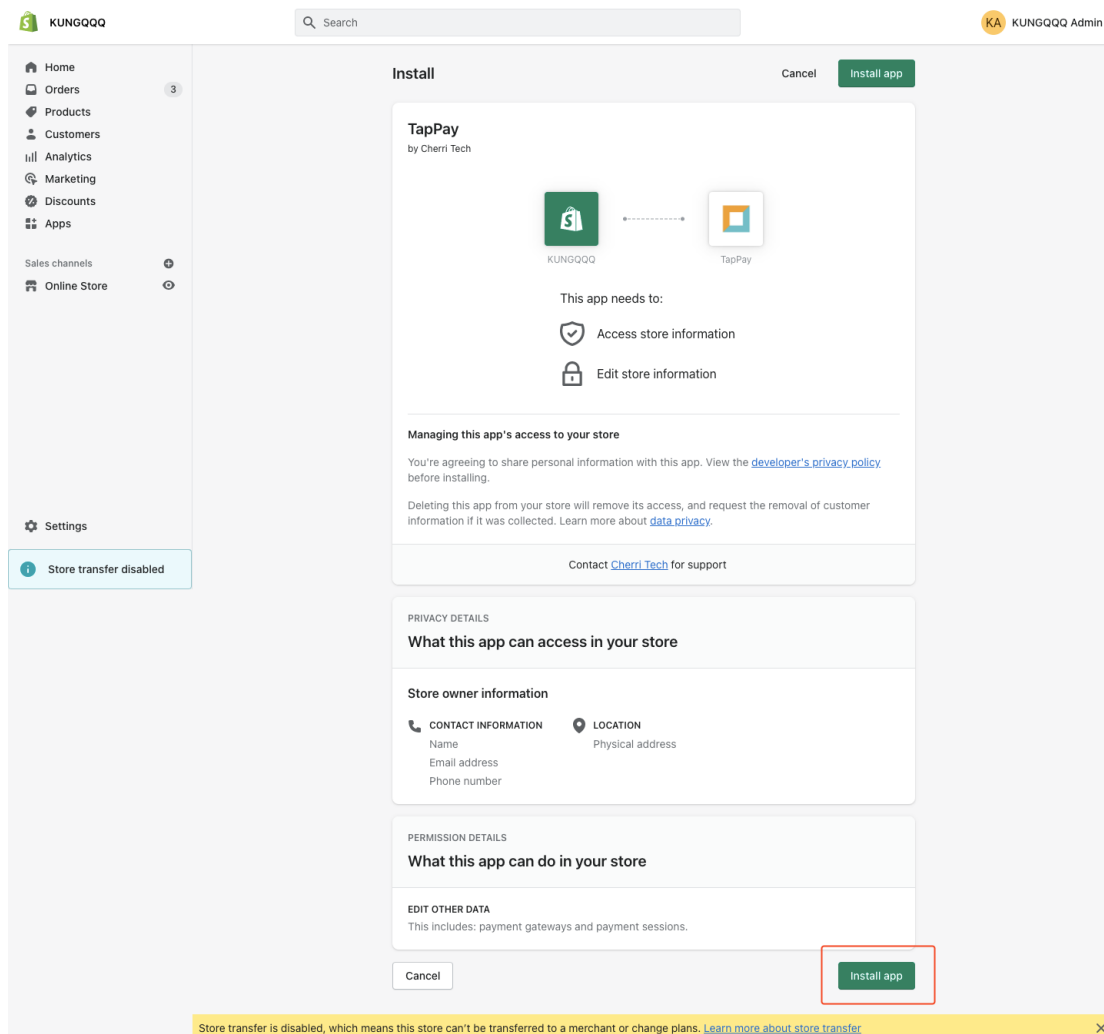 KUNGQQQ
Search
KA
KUNGQQQ Admin
Home
Orders
3
Products
Customers
Analytics
Marketing
Discounts
Apps
Sales channels
Online Store
Settings
Store transfer disabled
Install
Cancel
Install app
TapPay
by Cherri Tech
KUNGQQQ
TapPay
This app needs to:
Access store information
Edit store information
Managing this app's access to your store
You're agreeing to share personal information with this app. View the developer's privacy policy
before installing.
Deleting this app from your store will remove its access, and request the removal of customer
information if it was collected. Learn more about data privacy.
Contact Cherri Tech for support
PRIVACY DETAILS
What this app can access in your store
Store owner information
CONTACT INFORMATION
Name
Email address
Phone number
LOCATION
Physical address
PERMISSION DETAILS
What this app can do in your store
EDIT OTHER DATA
This includes: payment gateways and payment sessions.
Cancel
Install app
Store transfer is disabled, which means this store can't be transferred to a merchant or change plans. Learn more about store transfer